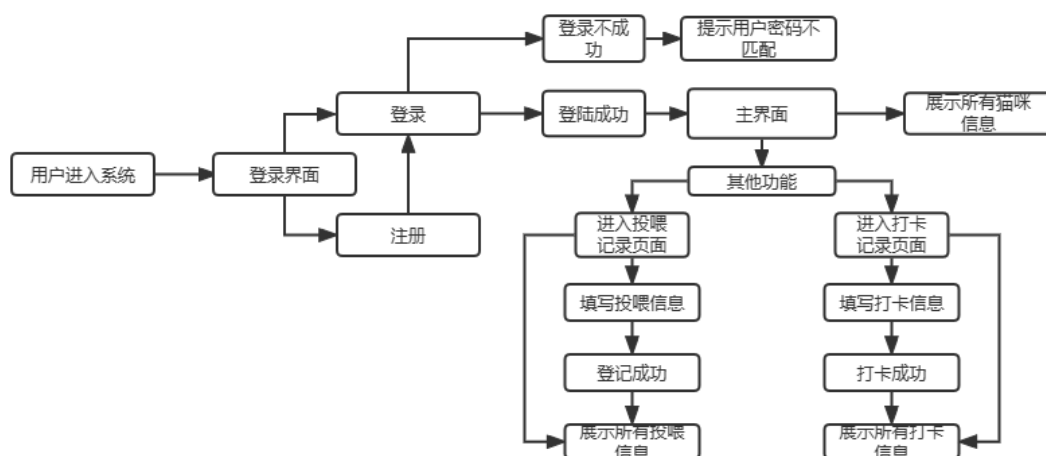 登录不成
功
提示用户密码不
匹配
登录
登陆成功
主界面
展示所有猫咪
信息
用户进入系统
登录界面
其他功能
注册
进入投喂
记录页面
进入打卡
记录页面
填写投喂信息
填写打卡信息
登记成功
打卡成功
展示所有投喂
信息
展示所有打卡
信息